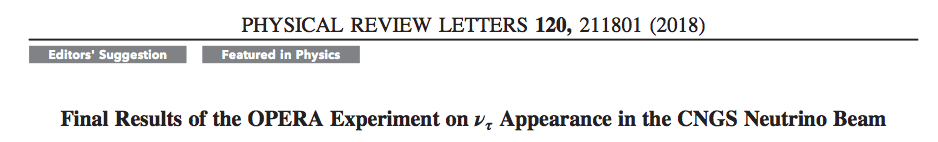 PHYSICAL REVIEW LETTERS 120, 211801 (2018)
Editors' Suggestion Featured in Physics
Final Results of the OPERA Experiment on ντ Appearance in the CNGS Neutrino Beam